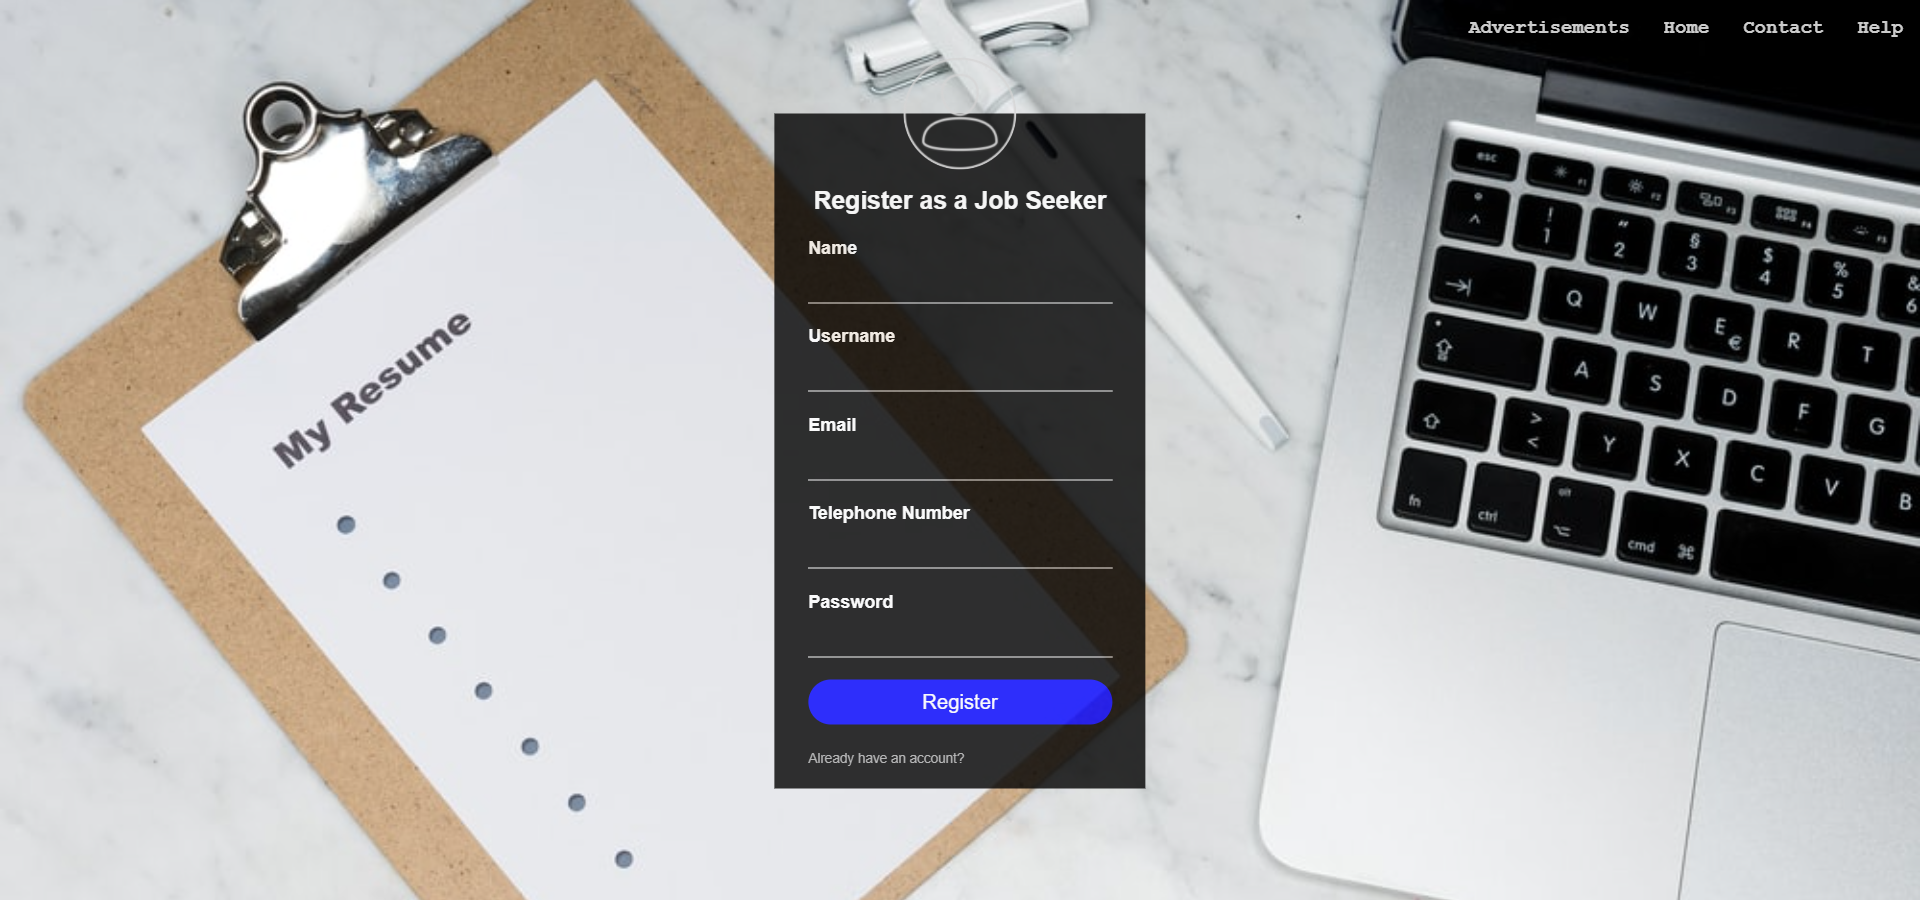 Advertisements Home Contact Help
Register as a Job Seeker
Name
Username
Email
Telephone Number
Password
Register
Already have an account?
My Resume
esc F1 F2 F3 F4 F5
^ ! 1 " 2 § 3 $ 4 % 5 & 6
Q W E € R T
A S D F G
> < Y X C V B
fn ctrl alt cmd ⌘